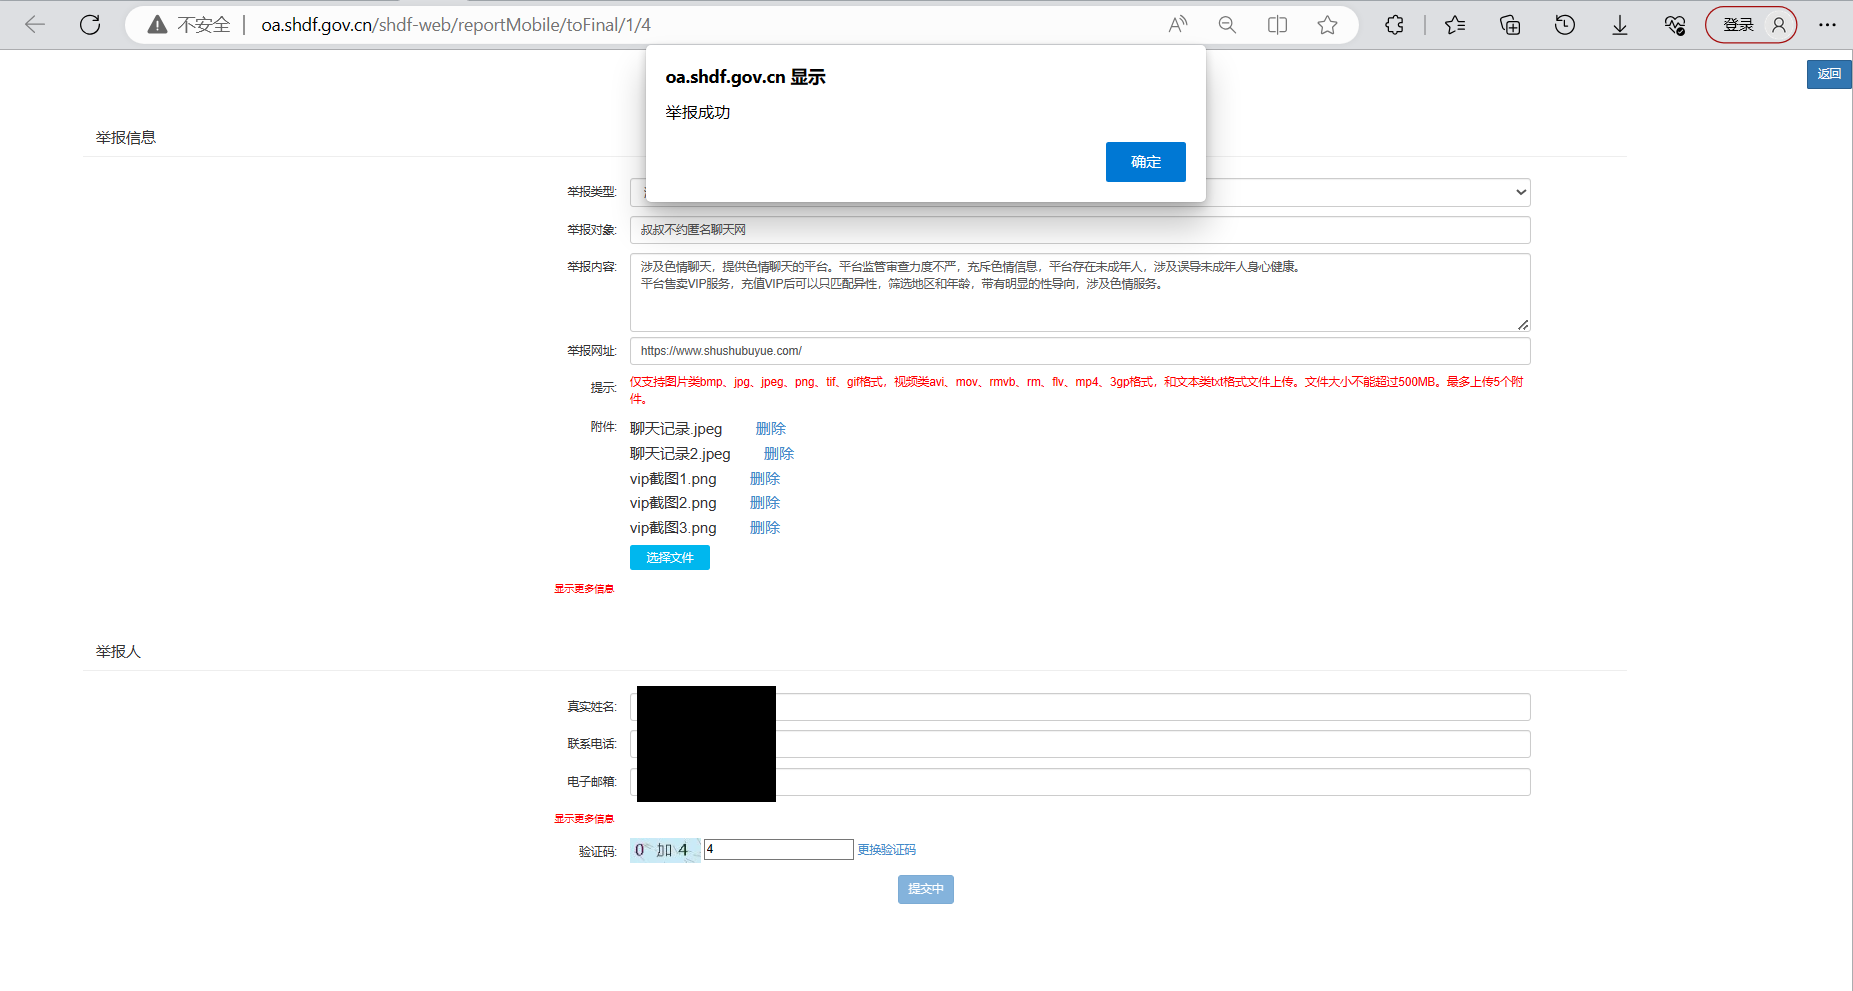 不安全
oa.shdf.gov.cn/shdf-web/reportMobile/toFinal/1/4
登录
oa.shdf.gov.cn 显示
举报成功
确定
返回
举报信息
举报类型:
举报对象:
叔叔不约匿名聊天网
举报内容:
涉及色情聊天，提供色情聊天的平台。平台监管审查力度不严，充斥色情信息，平台存在未成年人，涉及误导未成年人身心健康。
平台售卖VIP服务，充值VIP后可以只匹配异性，筛选地区和年龄，带有明显的性导向，涉及色情服务。
举报网址:
https://www.shushubuyue.com/
提示:
仅支持图片类bmp、jpg、jpeg、png、tif、gif格式，视频类avi、mov、rmvb、rm、flv、mp4、3gp格式，和文本类txt格式文件上传。文件大小不能超过500MB。最多上传5个附
件。
附件:
聊天记录.jpeg 删除
聊天记录2.jpeg 删除
vip截图1.png 删除
vip截图2.png 删除
vip截图3.png 删除
选择文件
显示更多信息
举报人
真实姓名:
联系电话:
电子邮箱:
显示更多信息
验证码:
0 加 4
4
更换验证码
提交中